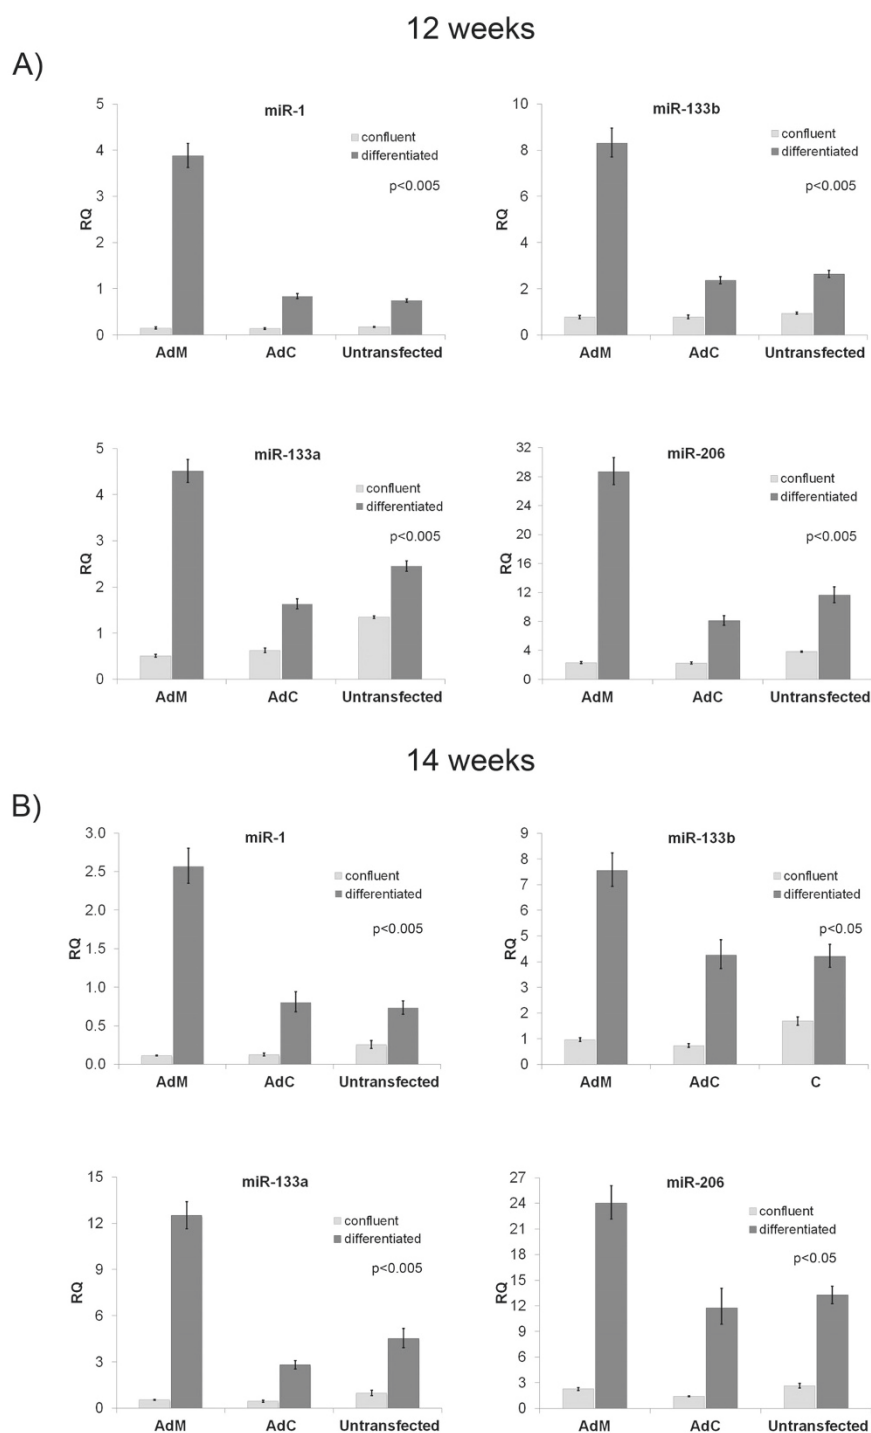 12 weeks
A)
miR-1
5
4
3
2
1
0
RQ
confluent
differentiated
p<0.005
AdM AdC Untransfected
miR-133b
10
8
6
4
2
0
RQ
confluent
differentiated
p<0.005
AdM AdC Untransfected
miR-133a
5
4
3
2
1
0
RQ
confluent
differentiated
p<0.005
AdM AdC Untransfected
miR-206
32
28
24
20
16
12
8
4
0
RQ
confluent
differentiated
p<0.005
AdM AdC Untransfected
14 weeks
B)
miR-1
3.0
2.5
2.0
1.5
1.0
0.5
0.0
RQ
confluent
differentiated
p<0.005
AdM AdC Untransfected
miR-133b
9
8
7
6
5
4
3
2
1
0
RQ
confluent
differentiated
p<0.05
AdM AdC C
miR-133a
15
12
9
6
3
0
RQ
confluent
differentiated
p<0.005
AdM AdC Untransfected
miR-206
27
24
21
18
15
12
9
6
3
0
RQ
confluent
differentiated
p<0.05
AdM AdC Untransfected